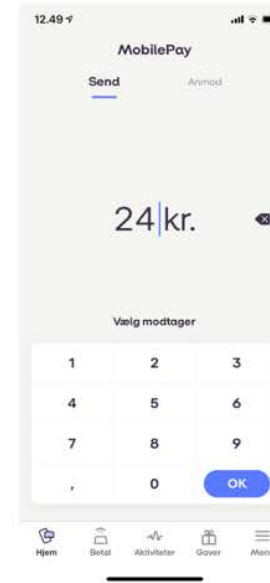 12.49
MobilePay
Send Anmod
24 kr.
Vælg modtager
1 2 3
4 5 6
7 8 9
, 0 OK
Hjem Betal Aktiviteter Gaver Men